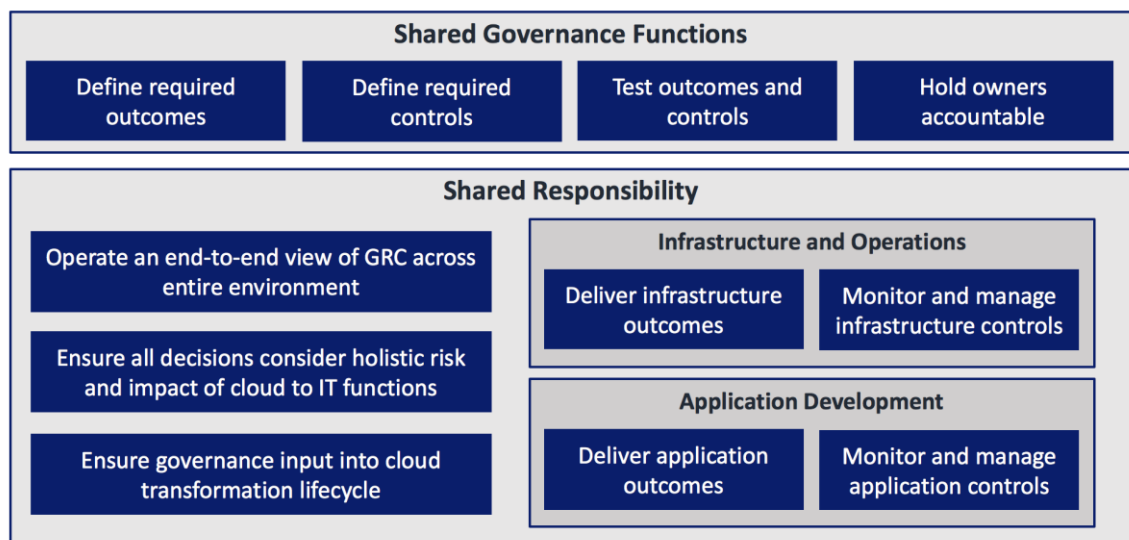 Shared Governance Functions
Define required
outcomes
Define required
controls
Test outcomes and
controls
Hold owners
accountable
Shared Responsibility
Operate an end-to-end view of GRC across
entire environment
Ensure all decisions consider holistic risk
and impact of cloud to IT functions
Ensure governance input into cloud
transformation lifecycle
Infrastructure and Operations
Deliver infrastructure
outcomes
Monitor and manage
infrastructure controls
Application Development
Deliver application
outcomes
Monitor and manage
application controls